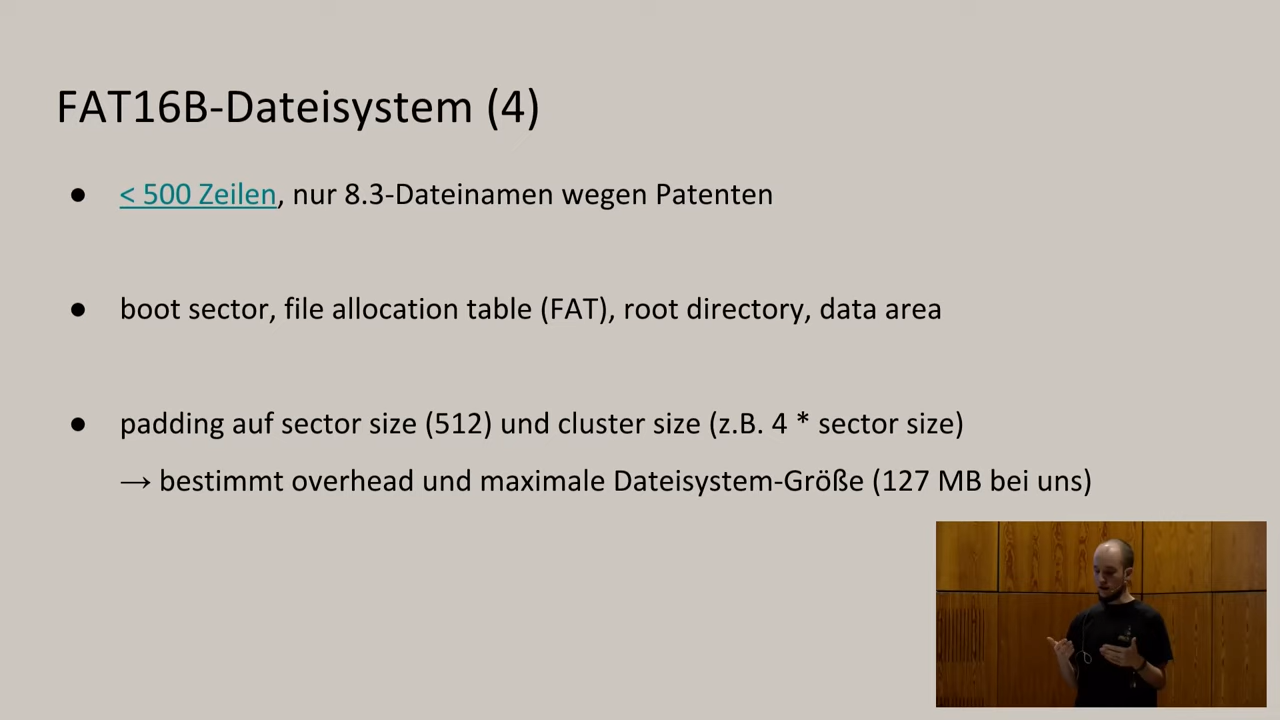 FAT16B-Dateisystem (4)
● < 500 Zeilen, nur 8.3-Dateinamen wegen Patenten
● boot sector, file allocation table (FAT), root directory, data area
● padding auf sector size (512) und cluster size (z.B. 4 * sector size)
→ bestimmt overhead und maximale Dateisystem-Größe (127 MB bei uns)